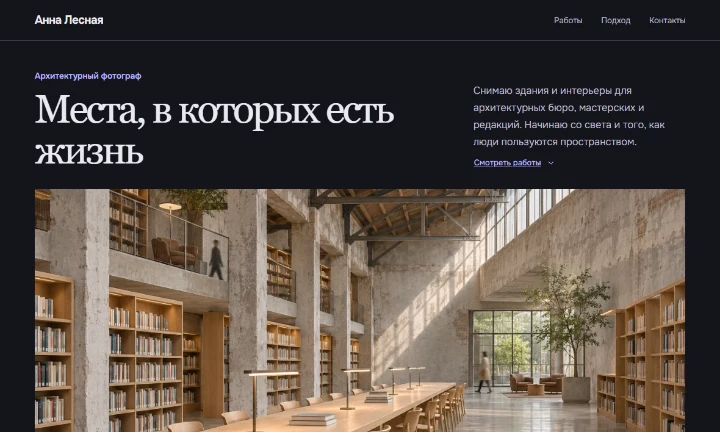 Анна Лесная
Работы Подход Контакты
Архитектурный фотограф
Места, в которых есть
жизнь
Снимаю здания и интерьеры для
архитектурных бюро, мастерских и
редакций. Начинаю со света и того, как
люди пользуются пространством.
Смотреть работы